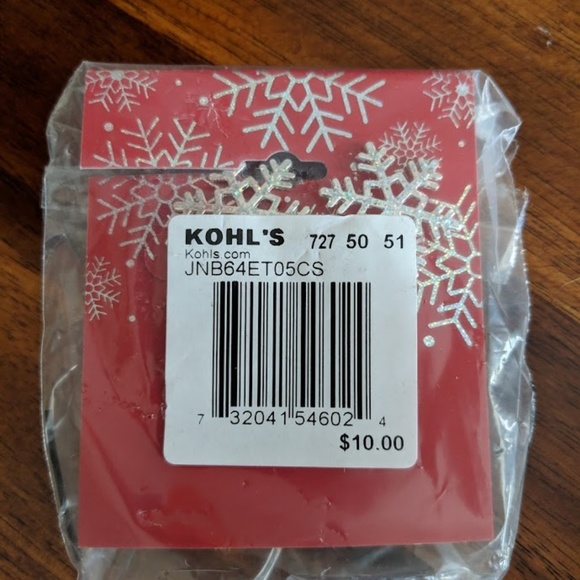 KOHL'S 727 50 51
Kohls.com
JNB64ET05CS
7 32041 54602 4
$10.00